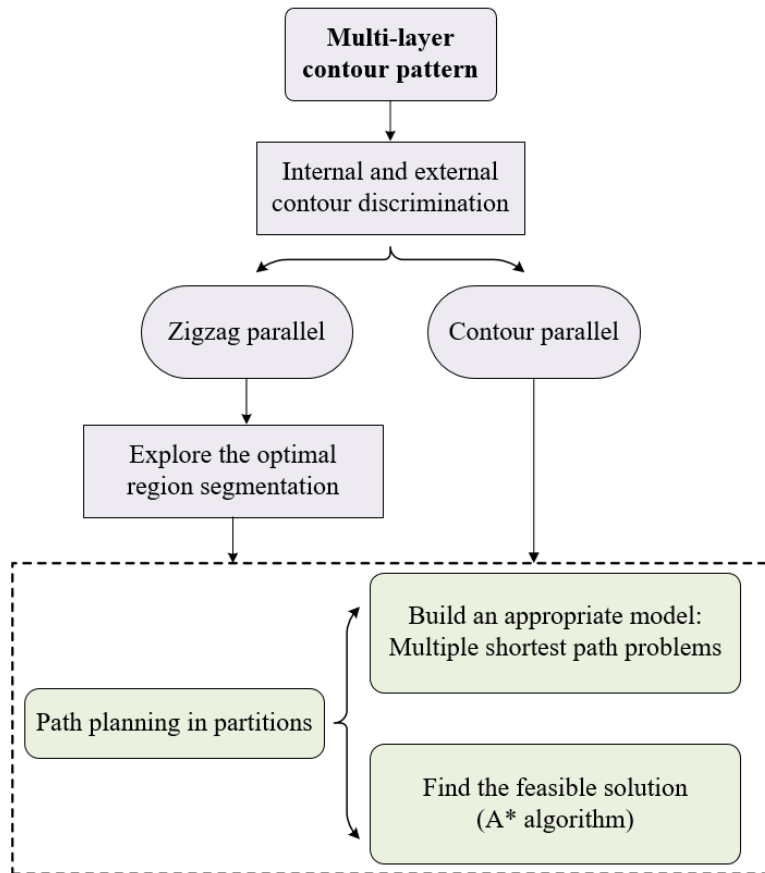 Multi-layer
contour pattern
Internal and external
contour discrimination
Zigzag parallel
Contour parallel
Explore the optimal
region segmentation
Build an appropriate model:
Multiple shortest path problems
Path planning in partitions
Find the feasible solution
(A* algorithm)